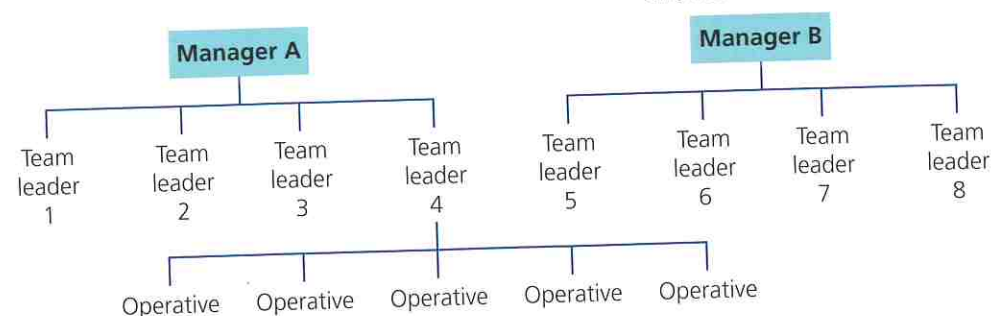 Manager A
Manager B
Team leader 1
Team leader 2
Team leader 3
Team leader 4
Team leader 5
Team leader 6
Team leader 7
Team leader 8
Operative
Operative
Operative
Operative
Operative